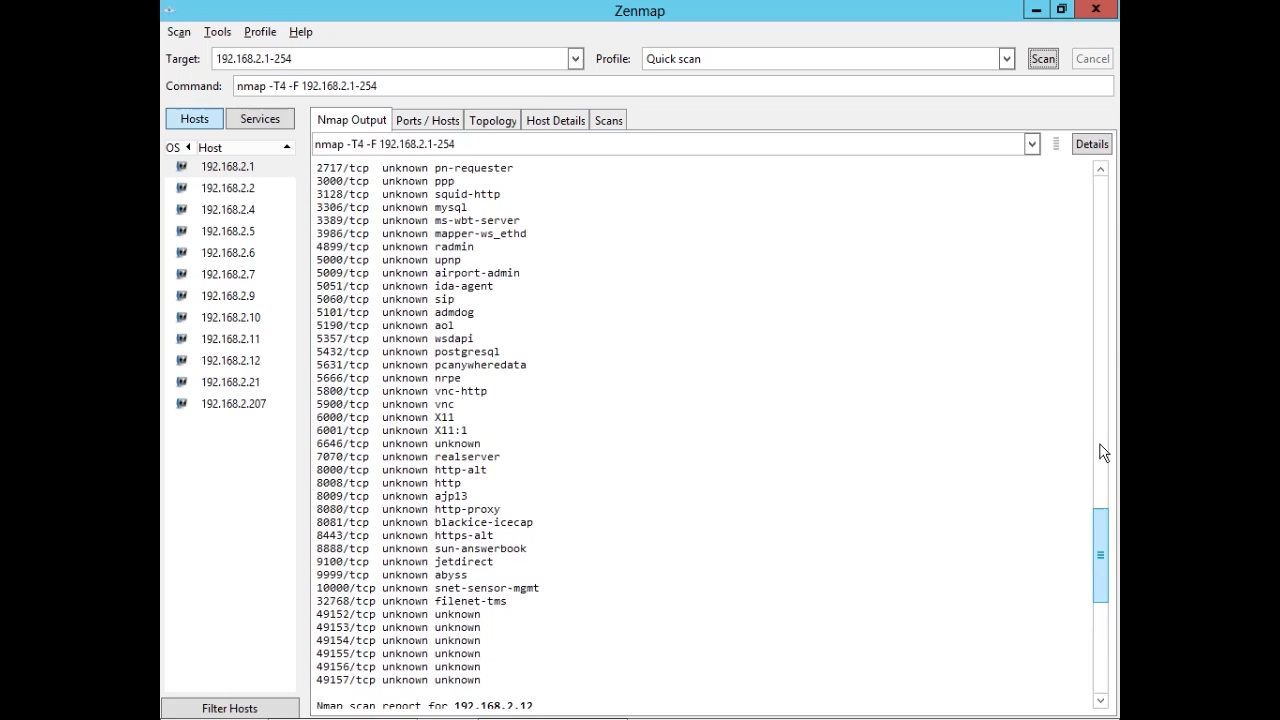 Zenmap
Scan Tools Profile Help
Target: 192.168.2.1-254 Profile: Quick scan Scan Cancel
Command: nmap -T4 -F 192.168.2.1-254
Hosts Services
Nmap Output Ports / Hosts Topology Host Details Scans
OS Host
192.168.2.1
192.168.2.2
192.168.2.4
192.168.2.5
192.168.2.6
192.168.2.7
192.168.2.9
192.168.2.10
192.168.2.11
192.168.2.12
192.168.2.21
192.168.2.207
Filter Hosts
nmap -T4 -F 192.168.2.1-254 Details
2717/tcp unknown pn-requester
3000/tcp unknown ppp
3128/tcp unknown squid-http
3306/tcp unknown mysql
3389/tcp unknown ms-wbt-server
3986/tcp unknown mapper-ws_ethd
4899/tcp unknown radmin
5000/tcp unknown upnp
5009/tcp unknown airport-admin
5051/tcp unknown ida-agent
5060/tcp unknown sip
5101/tcp unknown admdog
5190/tcp unknown aol
5357/tcp unknown wsdapi
5432/tcp unknown postgresql
5631/tcp unknown pcanywheredata
5666/tcp unknown nrpe
5800/tcp unknown vnc-http
5900/tcp unknown vnc
6000/tcp unknown X11
6001/tcp unknown X11:1
6646/tcp unknown unknown
7070/tcp unknown realserver
8000/tcp unknown http-alt
8008/tcp unknown http
8009/tcp unknown ajp13
8080/tcp unknown http-proxy
8081/tcp unknown blackice-icecap
8443/tcp unknown https-alt
8888/tcp unknown sun-answerbook
9100/tcp unknown jetdirect
9999/tcp unknown abyss
10000/tcp unknown snet-sensor-mgmt
32768/tcp unknown filenet-tms
49152/tcp unknown unknown
49153/tcp unknown unknown
49154/tcp unknown unknown
49155/tcp unknown unknown
49156/tcp unknown unknown
49157/tcp unknown unknown
Nmap scan report for 192.168.2.12